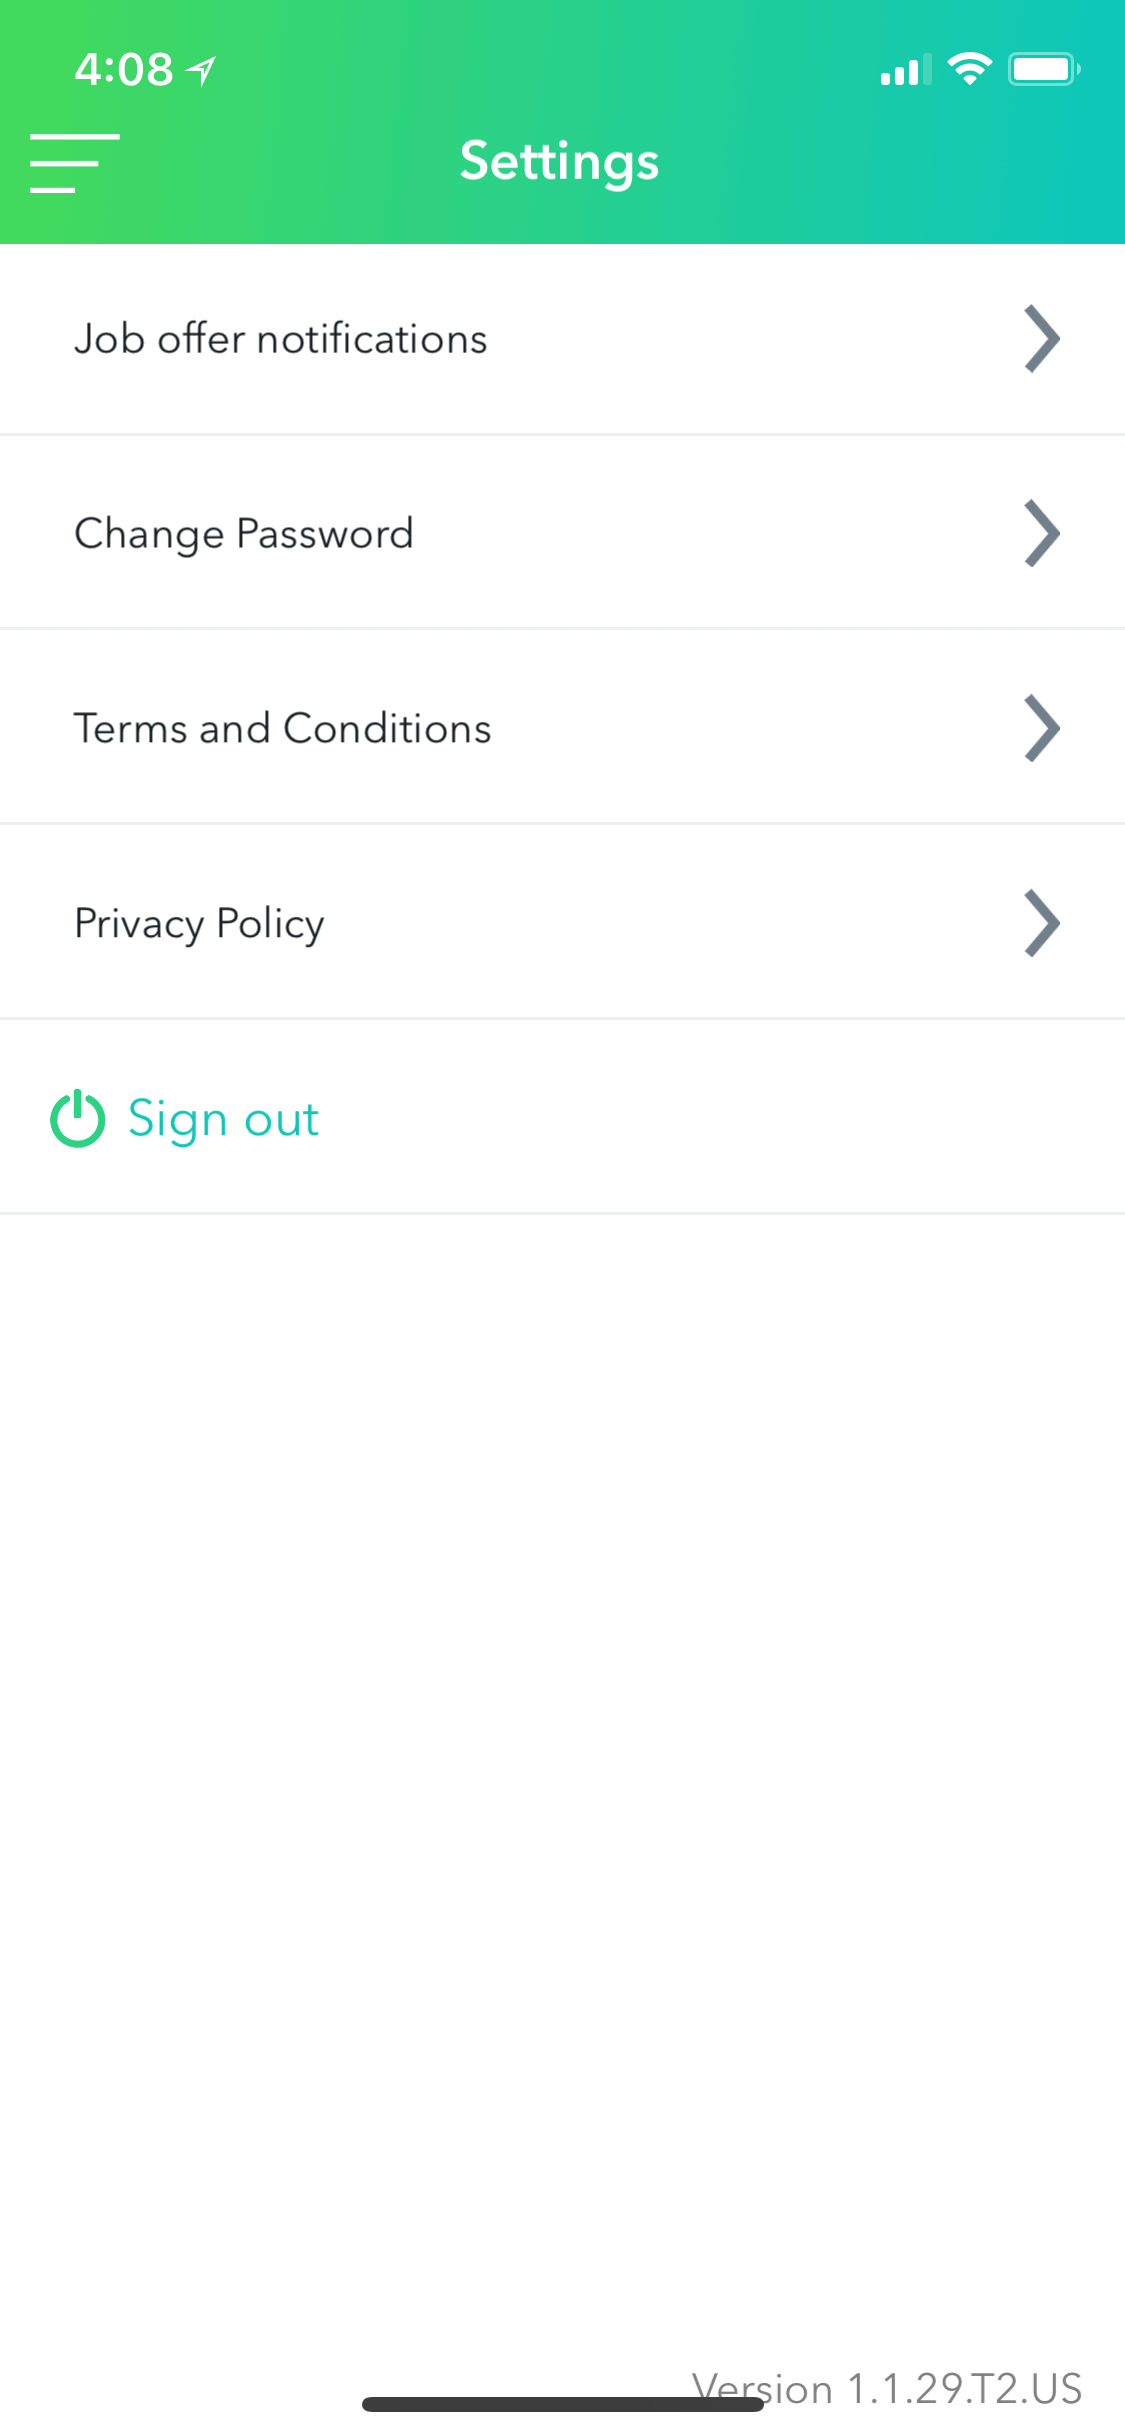 4:08
Settings
Job offer notifications
Change Password
Terms and Conditions
Privacy Policy
Sign out
Version 1.1.29.T2.US